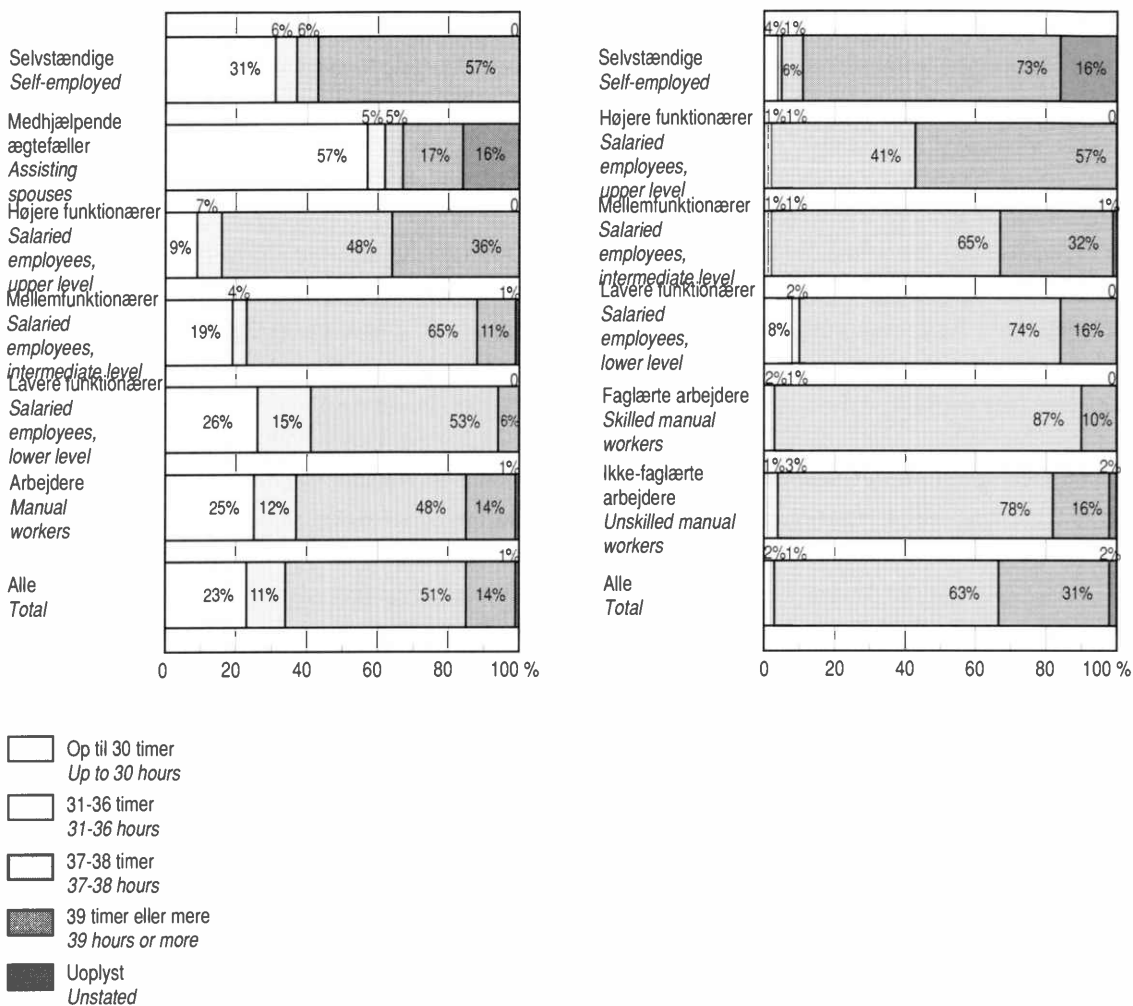 6% 6% 0
Selvstændige
Self-employed
31% 57%
5% 5%
Medhjælpende
ægtefæller
Assisting
spouses
57% 17% 16%
7% 0
Højere funktionærer
Salaried
employees,
upper level
9% 48% 36%
4% 1%
Mellemfunktionærer
Salaried
employees,
intermediate level
19% 65% 11%
0
Lavere funktionærer
Salaried
employees,
lower level
26% 15% 53% 6%
1%
Arbejdere
Manual
workers
25% 12% 48% 14%
1%
Alle
Total
23% 11% 51% 14%
0 20 40 60 80 100 %
4% 1%
Selvstændige
Self-employed
6% 73% 16%
1% 1% 0
Højere funktionærer
Salaried
employees,
upper level
41% 57%
1% 1% 1%
Mellemfunktionærer
Salaried
employees,
intermediate level
65% 32%
2% 0
Lavere funktionærer
Salaried
employees,
lower level
8% 74% 16%
2% 1% 0
Faglærte arbejdere
Skilled manual
workers
87% 10%
1% 3% 2%
Ikke-faglærte
arbejdere
Unskilled manual
workers
78% 16%
2% 1% 2%
Alle
Total
63% 31%
0 20 40 60 80 100 %
Op til 30 timer
Up to 30 hours
31-36 timer
31-36 hours
37-38 timer
37-38 hours
39 timer eller mere
39 hours or more
Uoplyst
Unstated